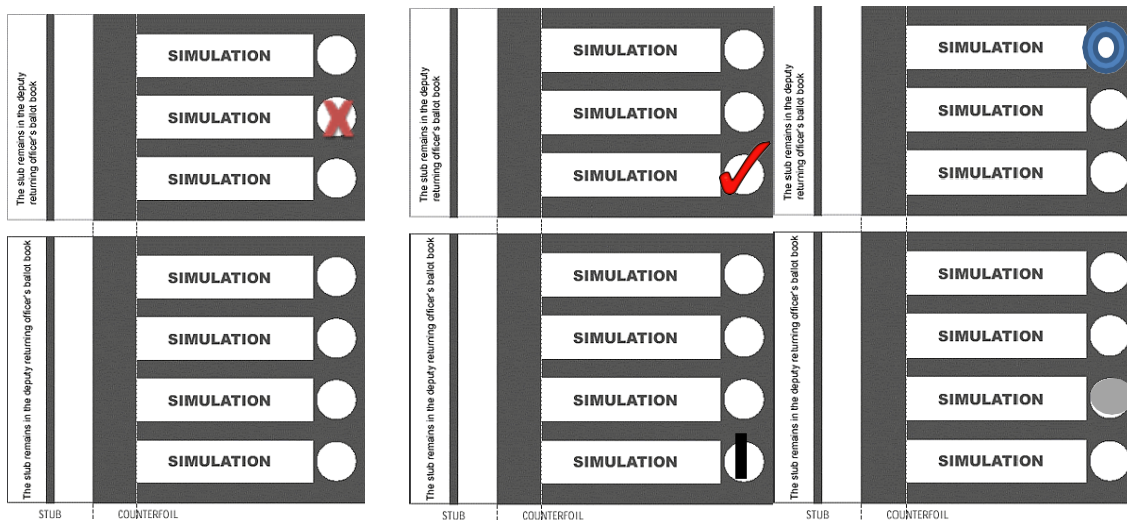 The stub remains in the deputy
returning officer's ballot book
SIMULATION
SIMULATION
SIMULATION
The stub remains in the deputy
returning officer's ballot book
SIMULATION
SIMULATION
SIMULATION
The stub remains in the deputy
returning officer's ballot book
SIMULATION
SIMULATION
SIMULATION
The stub remains in the deputy returning officer's ballot book
SIMULATION
SIMULATION
SIMULATION
SIMULATION
STUB COUNTERFOIL
The stub remains in the deputy returning officer's ballot book
SIMULATION
SIMULATION
SIMULATION
SIMULATION
STUB COUNTERFOIL
The stub remains in the deputy returning officer's ballot book
SIMULATION
SIMULATION
SIMULATION
SIMULATION
STUB COUNTERFOIL